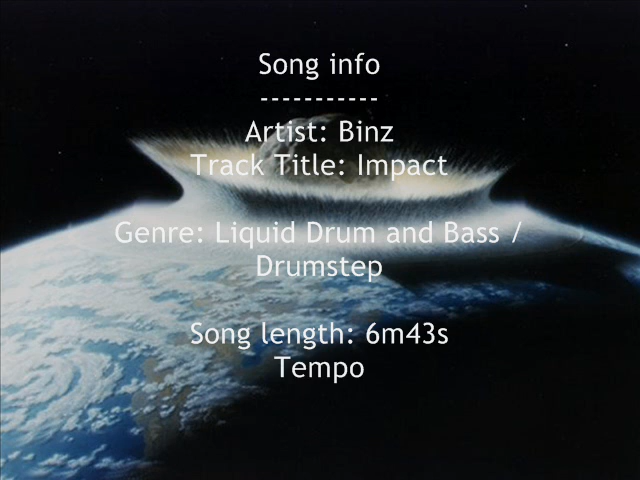 Song info
-----------
Artist: Binz
Track Title: Impact
Genre: Liquid Drum and Bass /
Drumstep
Song length: 6m43s
Tempo